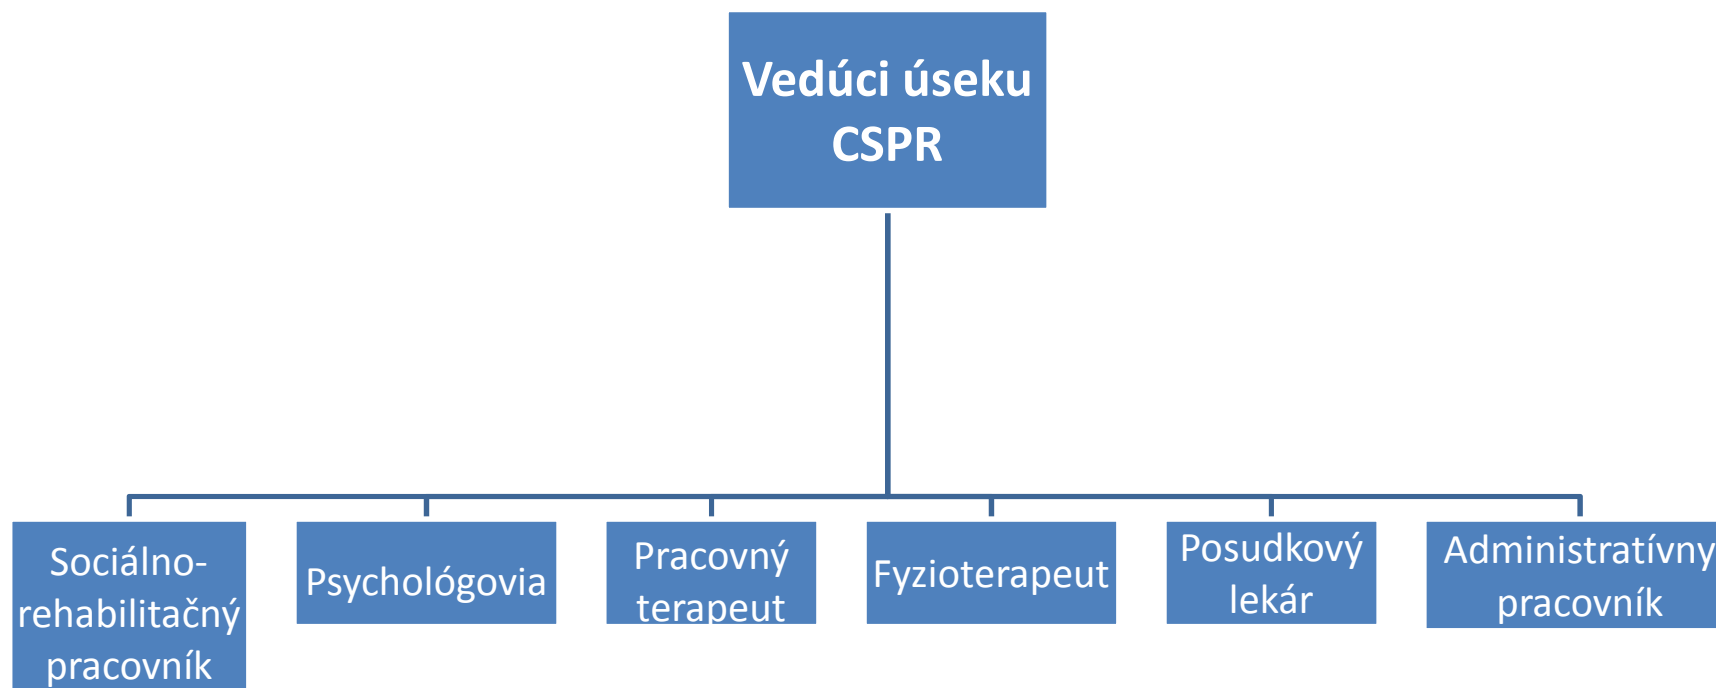 Vedúci úseku
CSPR
Sociálno-
rehabilitačný
pracovník
Psychológovia
Pracovný
terapeut
Fyzioterapeut
Posudkový
lekár
Administratívny
pracovník